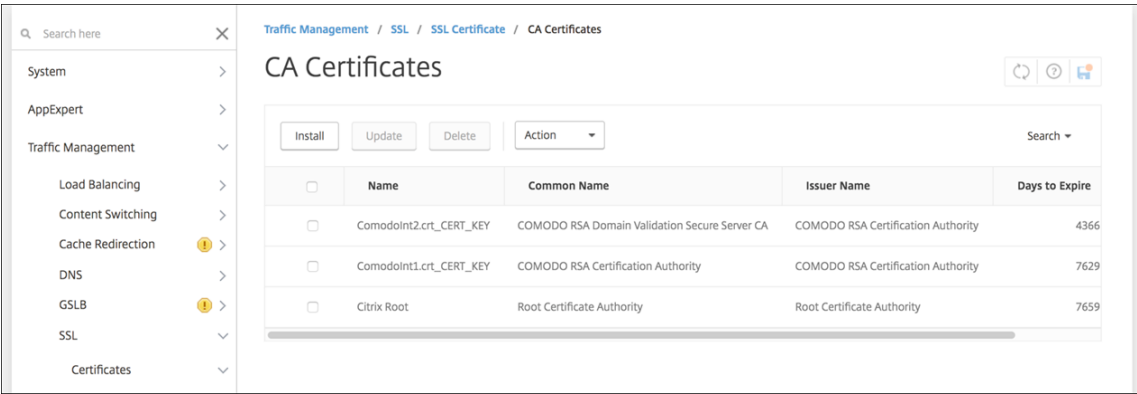 Search here
System
AppExpert
Traffic Management
Load Balancing
Content Switching
Cache Redirection
DNS
GSLB
SSL
Certificates
Traffic Management / SSL / SSL Certificate / CA Certificates
CA Certificates
Install Update Delete Action Search
Name Common Name Issuer Name Days to Expire
ComodoInt2.crt_CERT_KEY COMODO RSA Domain Validation Secure Server CA COMODO RSA Certification Authority 4366
ComodoInt1.crt_CERT_KEY COMODO RSA Certification Authority COMODO RSA Certification Authority 7629
Citrix Root Root Certificate Authority Root Certificate Authority 7659